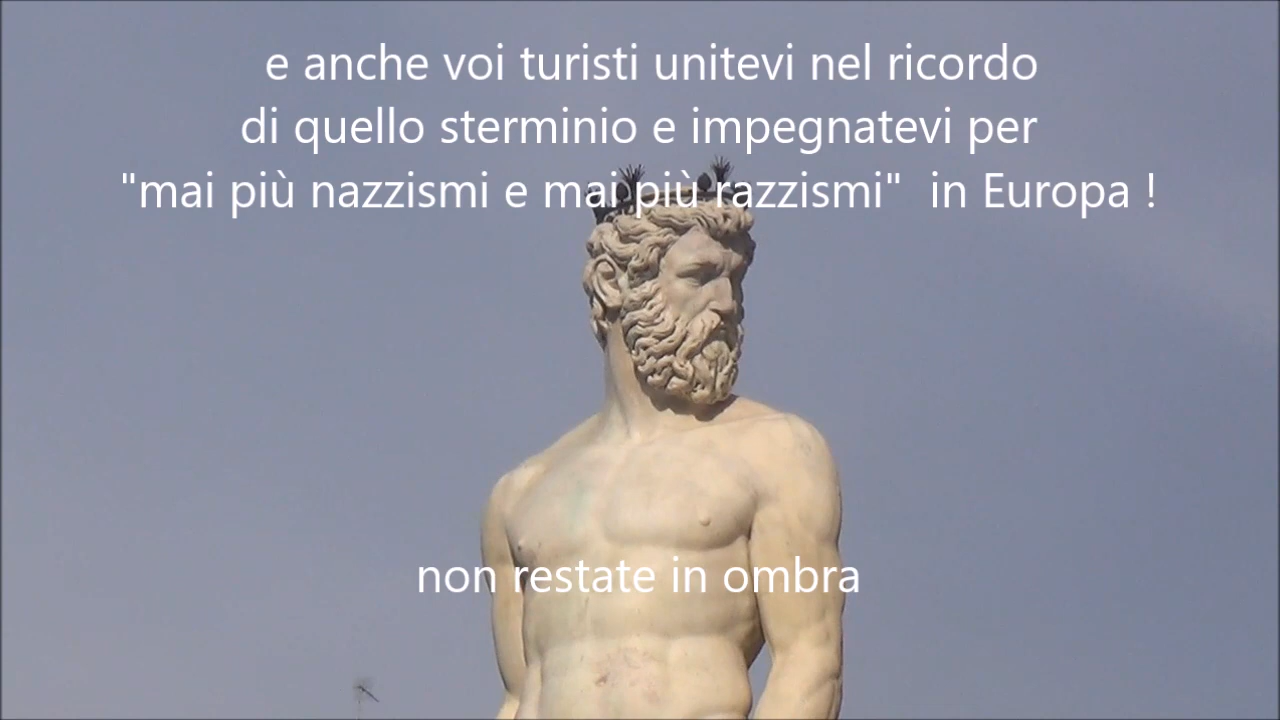 e anche voi turisti unitevi nel ricordo
di quello sterminio e impegnatevi per
"mai più nazzismi e mai più razzismi"  in Europa !
non restate in ombra